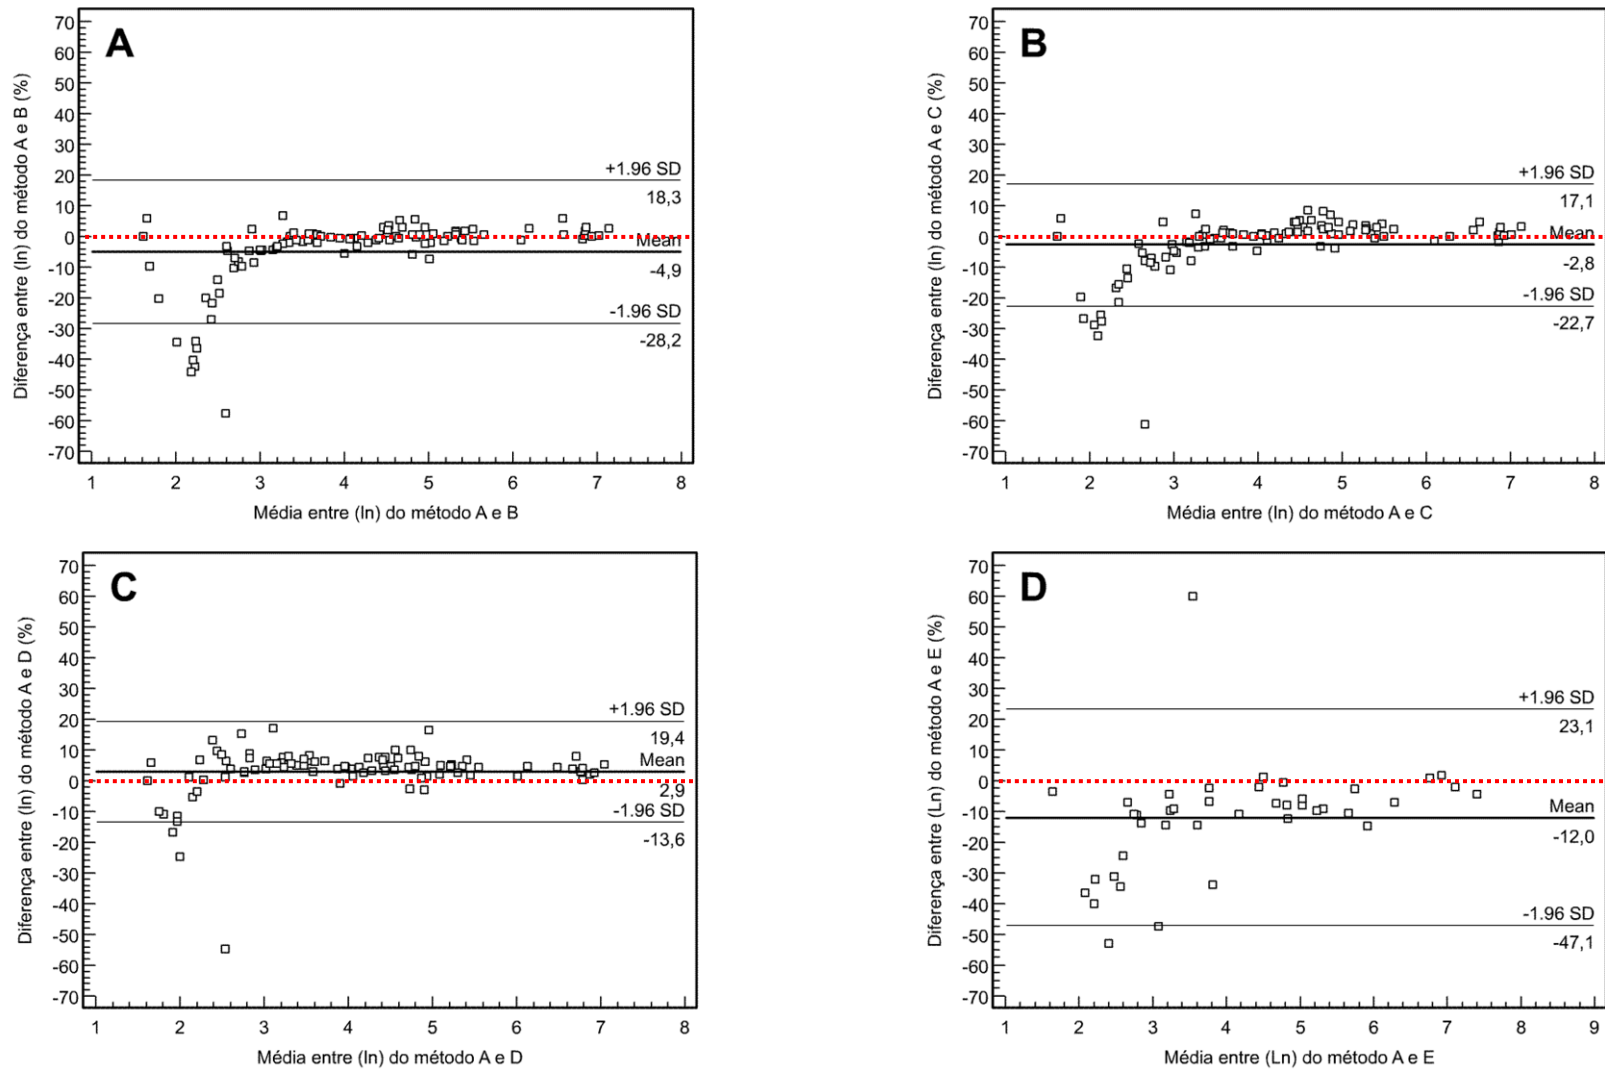 A
Diferença entre (ln) do método A e B (%)
70
60
50
40
30
20
10
0
-10
-20
-30
-40
-50
-60
-70
+1.96 SD
18,3
Mean
-4,9
-1.96 SD
-28,2
1 2 3 4 5 6 7 8
Média entre (ln) do método A e B
B
Diferença entre (ln) do método A e C (%)
70
60
50
40
30
20
10
0
-10
-20
-30
-40
-50
-60
-70
+1.96 SD
17,1
Mean
-2,8
-1.96 SD
-22,7
1 2 3 4 5 6 7 8 9
Média entre (ln) do método A e C
C
Diferença entre (ln) do método A e D (%)
70
60
50
40
30
20
10
0
-10
-20
-30
-40
-50
-60
-70
+1.96 SD
19,4
Mean
2,9
-1.96 SD
-13,6
1 2 3 4 5 6 7 8
Média entre (ln) do método A e D
D
Diferença entre (Ln) do método A e E (%)
70
60
50
40
30
20
10
0
-10
-20
-30
-40
-50
-60
-70
+1.96 SD
23,1
Mean
-12,0
-1.96 SD
-47,1
1 2 3 4 5 6 7 8 9
Média entre (Ln) do método A e E